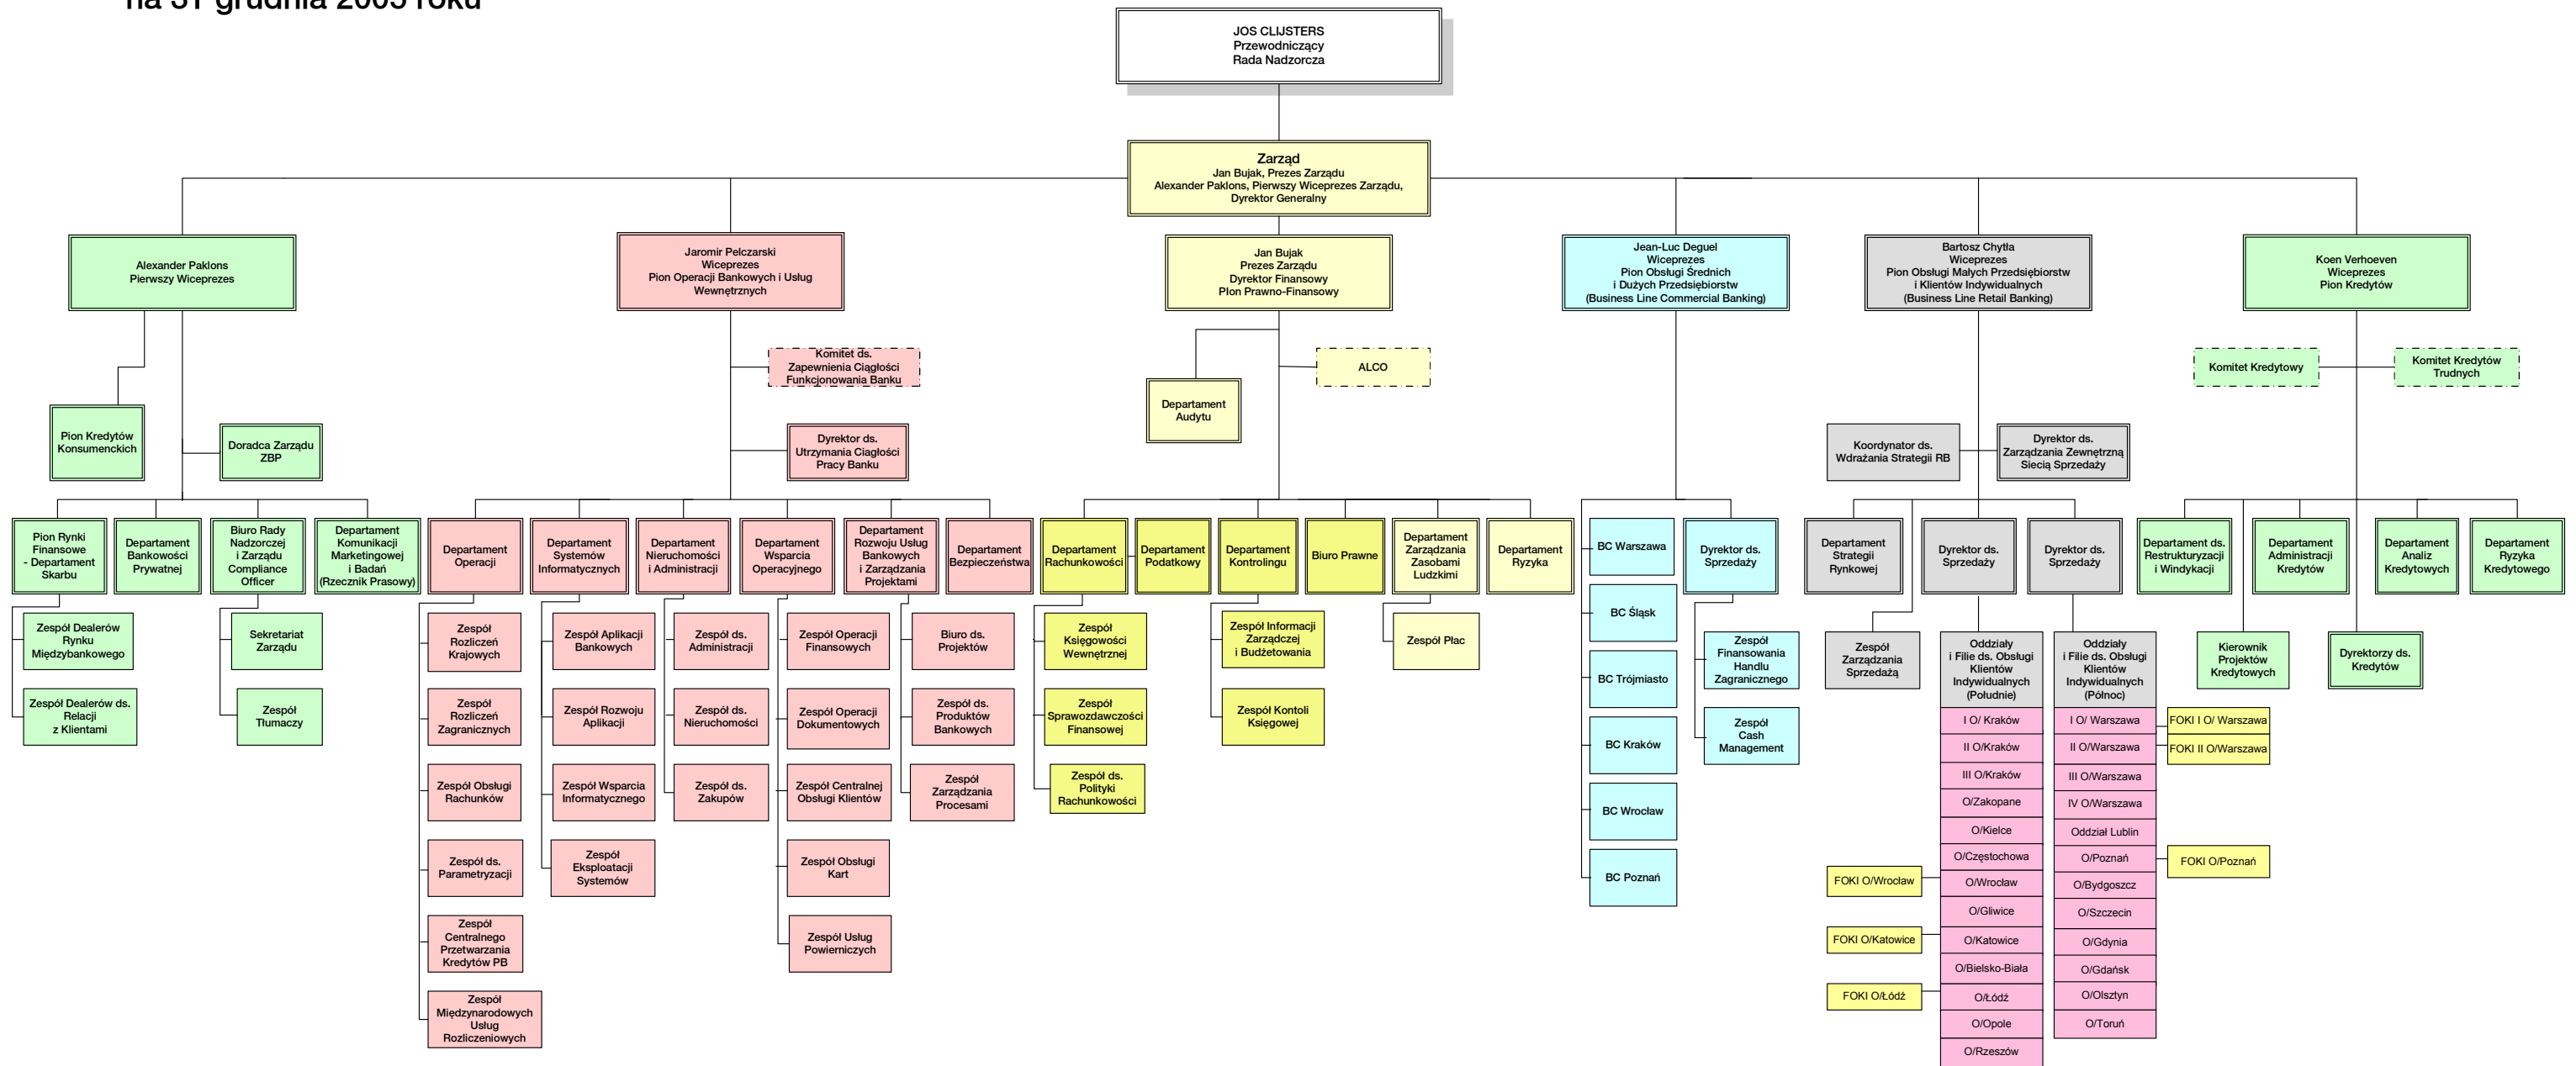 na 31 grudnia 2005 roku
JOS CLIJSTERS
Przewodniczący
Rada Nadzorcza
Zarząd
Jan Bujak, Prezes Zarządu
Alexander Paklons, Pierwszy Wiceprezes Zarządu,
Dyrektor Generalny
Alexander Paklons
Pierwszy Wiceprezes
Jaromir Pelczarski
Wiceprezes
Pion Operacji Bankowych i Usług
Wewnętrznych
Jan Bujak
Prezes Zarządu
Dyrektor Finansowy
PIon Prawno-Finansowy
Jean-Luc Deguel
Wiceprezes
Pion Obsługi Średnich
i Dużych Przedsiębiorstw
(Business Line Commercial Banking)
Bartosz Chytła
Wiceprezes
Pion Obsługi Małych Przedsiębiorstw
i Klientów Indywidualnych
(Business Line Retail Banking)
Koen Verhoeven
Wiceprezes
Pion Kredytów
Komitet ds.
Zapewnienia Ciągłości
Funkcjonowania Banku
ALCO
Komitet Kredytowy
Komitet Kredytów
Trudnych
Departament
Audytu
Pion Kredytów
Konsumenckich
Doradca Zarządu
ZBP
Dyrektor ds.
Utrzymania Ciagłości
Pracy Banku
Koordynator ds.
Wdrażania Strategii RB
Dyrektor ds.
Zarządzania Zewnętrzną
Siecią Sprzedaży
Pion Rynki
Finansowe
- Departament
Skarbu
Departament
Bankowości
Prywatnej
Biuro Rady
Nadzorczej
i Zarządu
Compliance
Officer
Departament
Komunikacji
Marketingowej
i Badań
(Rzecznik Prasowy)
Departament
Operacji
Departament
Systemów
Informatycznych
Departament
Nieruchomości
i Administracji
Departament
Wsparcia
Operacyjnego
Departament
Rozwoju Usług
Bankowych
i Zarządzania
Projektami
Departament
Bezpieczeństwa
Departament
Rachunkowości
Departament
Podatkowy
Departament
Kontrolingu
Biuro Prawne
Departament
Zarządzania
Zasobami
Ludzkimi
Departament
Ryzyka
BC Warszawa
Dyrektor ds.
Sprzedaży
Departament
Strategii
Rynkowej
Dyrektor ds.
Sprzedaży
Dyrektor ds.
Sprzedaży
Departament ds.
Restrukturyzacji
i Windykacji
Departament
Administracji
Kredytów
Departament
Analiz
Kredytowych
Departament
Ryzyka
Kredytowego
Zespół Dealerów
Rynku
Międzybankowego
Sekretariat
Zarządu
Zespół
Rozliczeń
Krajowych
Zespół Aplikacji
Bankowych
Zespół ds.
Administracji
Zespół Operacji
Finansowych
Biuro ds.
Projektów
Zespół
Księgowości
Wewnętrznej
Zespół Informacji
Zarządczej
i Budżetowania
Zespół Płac
BC Śląsk
Zespół
Finansowania
Handlu
Zagranicznego
Zespół
Zarządzania
Sprzedażą
Oddziały
i Filie ds. Obsługi
Klientów
Indywidualnych
(Południe)
Oddziały
i Filie ds. Obsługi
Klientów
Indywidualnych
(Północ)
Kierownik
Projektów
Kredytowych
Dyrektorzy ds.
Kredytów
Zespół Dealerów ds.
Relacji
z Klientami
Zespół
Tłumaczy
Zespół
Rozliczeń
Zagranicznych
Zespół Rozwoju
Aplikacji
Zespół ds.
Nieruchomości
Zespół Operacji
Dokumentowych
Zespół ds.
Produktów
Bankowych
Zespół
Sprawozdawczości
Finansowej
Zespół Kontoli
Księgowej
BC Trójmiasto
Zespół
Cash
Management
BC Kraków
Zespół Obsługi
Rachunków
Zespół Wsparcia
Informatycznego
Zespół ds.
Zakupów
Zespół Centralnej
Obsługi Klientów
Zespół
Zarządzania
Procesami
Zespół ds.
Polityki
Rachunkowości
BC Wrocław
Zespół ds.
Parametryzacji
Zespół
Eksploatacji
Systemów
Zespół Obsługi
Kart
BC Poznań
Zespół
Centralnego
Przetwarzania
Kredytów PB
Zespół Usług
Powierniczych
Zespół
Międzynarodowych
Usług
Rozliczeniowych
I O/ Kraków
II O/Kraków
III O/Kraków
O/Zakopane
O/Kielce
O/Częstochowa
O/Wrocław
O/Gliwice
O/Katowice
O/Bielsko-Biała
O/Łódź
O/Opole
O/Rzeszów
FOKI O/Wrocław
FOKI O/Katowice
FOKI O/Łódź
I O/ Warszawa
II O/Warszawa
III O/Warszawa
IV O/Warszawa
Oddział Lublin
O/Poznań
O/Bydgoszcz
O/Szczecin
O/Gdynia
O/Gdańsk
O/Olsztyn
O/Toruń
FOKI I O/ Warszawa
FOKI II O/Warszawa
FOKI O/Poznań